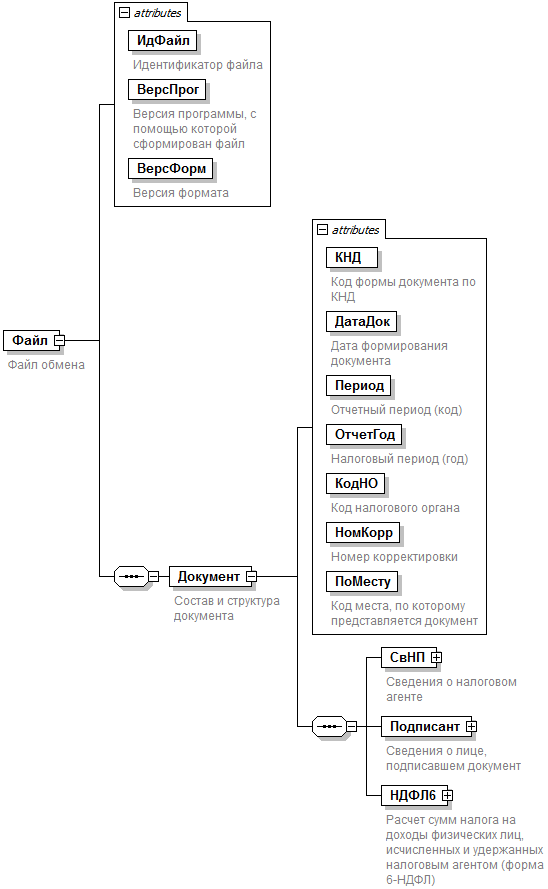 attributes
ИдФайл
Идентификатор файла
ВерсПрог
Версия программы, с
помощью которой
сформирован файл
ВерсФорм
Версия формата
Файл
Файл обмена
attributes
КНД
Код формы документа по
КНД
ДатаДок
Дата формирования
документа
Период
Отчетный период (код)
ОтчетГод
Налоговый период (год)
КодНО
Код налогового органа
НомКорр
Номер корректировки
ПоМесту
Код места, по которому
представляется документ
Документ
Состав и структура
документа
СвНП
Сведения о налоговом
агенте
Подписант
Сведения о лице,
подписавшем документ
НДФЛ6
Расчет сумм налога на
доходы физических лиц,
исчисленных и удержанных
налоговым агентом (форма
6-НДФЛ)